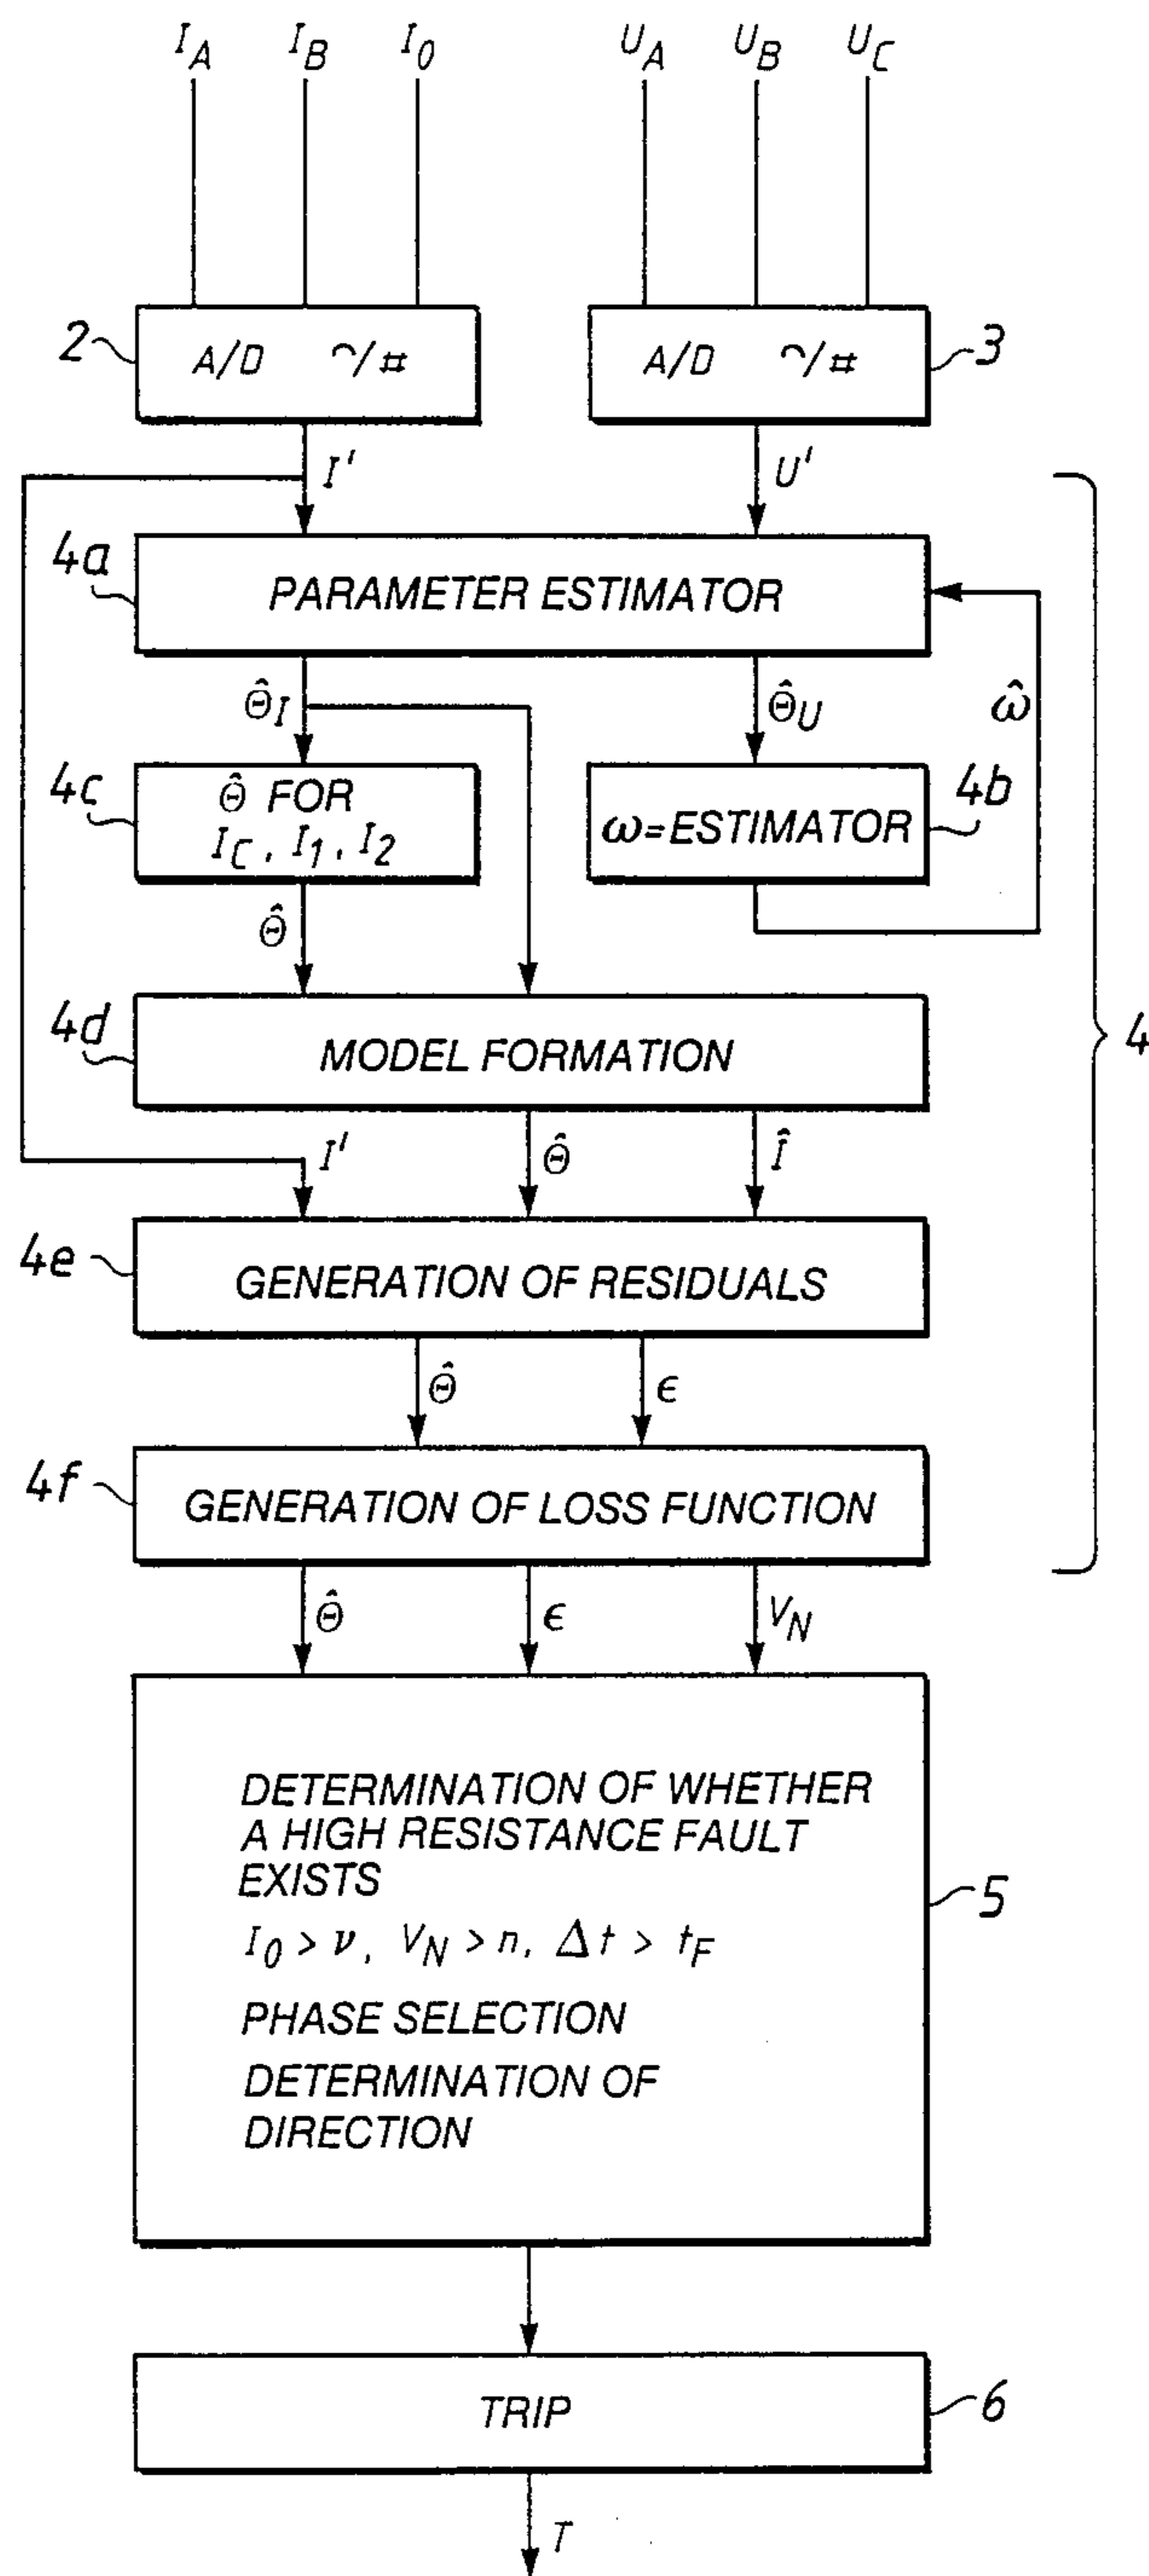 I_A I_B I_0 U_A U_B U_C
2 A/D ⌒/# A/D ⌒/# 3
I' U'
4a PARAMETER ESTIMATOR
Θ̂_I Θ̂_U ω̂
4c Θ̂ FOR
I_C, I_1, I_2
ω=ESTIMATOR 4b
Θ̂
4d MODEL FORMATION
4
I' Θ̂ Î
4e GENERATION OF RESIDUALS
Θ̂ ϵ
4f GENERATION OF LOSS FUNCTION
Θ̂ ϵ V_N
DETERMINATION OF WHETHER
A HIGH RESISTANCE FAULT
EXISTS
5
I_0 > ν, V_N > n, Δt > t_F
PHASE SELECTION
DETERMINATION OF
DIRECTION
TRIP 6
T